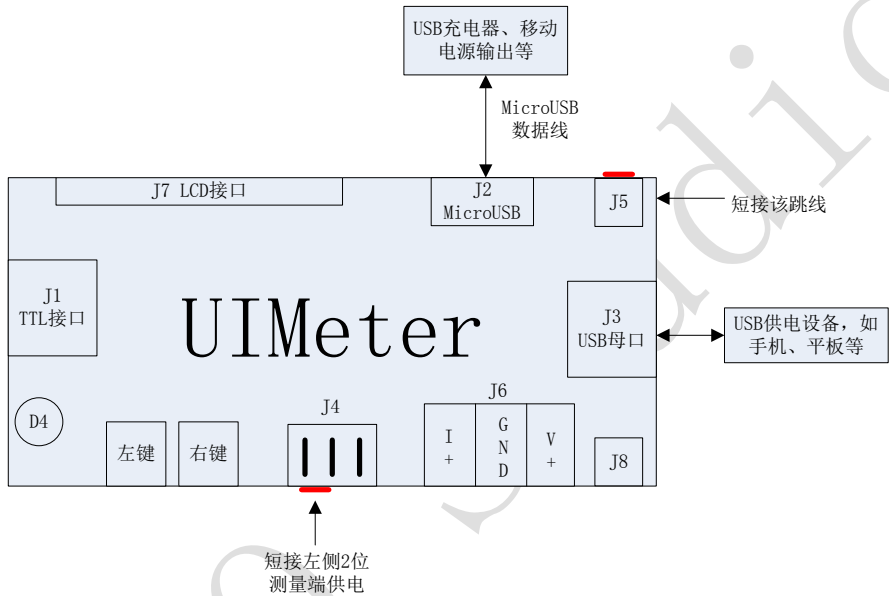 USB充电器、移动
电源输出等
MicroUSB
数据线
J7 LCD接口
J2
MicroUSB
J5
短接该跳线
J1
TTL接口
UIMeter
J3
USB母口
USB供电设备，如
手机、平板等
D4
左键
右键
J4
J6
I
+
G
N
D
V
+
J8
短接左侧2位
测量端供电